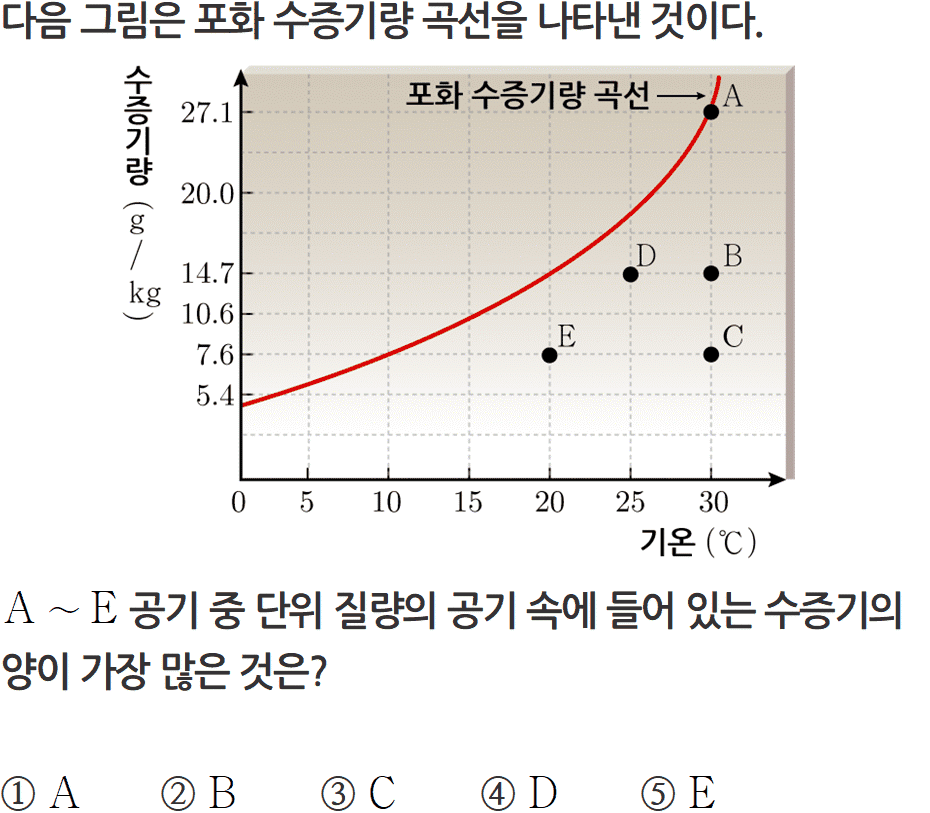 다음 그림은 포화 수증기량 곡선을 나타낸 것이다.
수증기량 (g/kg)
포화 수증기량 곡선
A
27.1
20.0
14.7
D
B
10.6
7.6
E
C
5.4
0 5 10 15 20 25 30
기온 (℃)
A ~ E 공기 중 단위 질량의 공기 속에 들어 있는 수증기의
양이 가장 많은 것은?
① A ② B ③ C ④ D ⑤ E